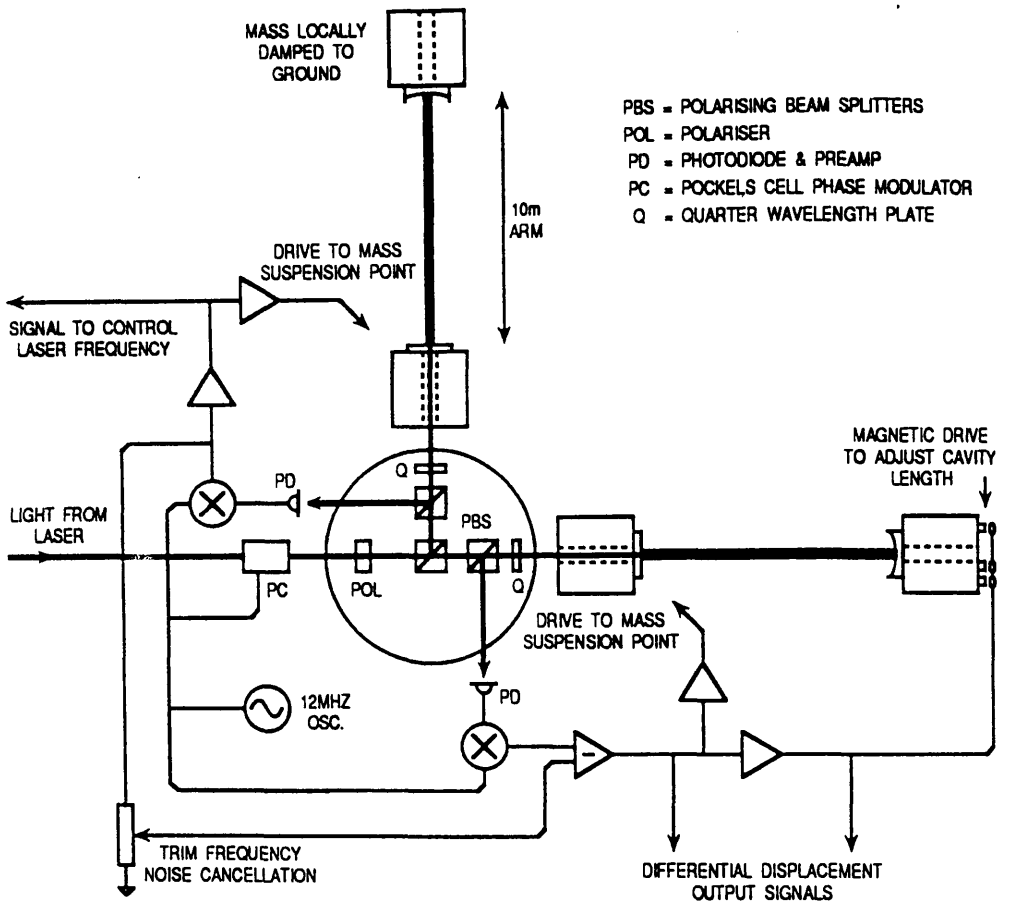 MASS LOCALLY
DAMPED TO
GROUND
PBS = POLARISING BEAM SPLITTERS
POL = POLARISER
PD = PHOTODIODE & PREAMP
PC = POCKELS CELL PHASE MODULATOR
Q = QUARTER WAVELENGTH PLATE
10m
ARM
DRIVE TO MASS
SUSPENSION POINT
SIGNAL TO CONTROL
LASER FREQUENCY
MAGNETIC DRIVE
TO ADJUST CAVITY
LENGTH
Q
PD
LIGHT FROM
LASER
PBS
PC
POL
Q
DRIVE TO MASS
SUSPENSION POINT
PD
12MHZ
OSC.
−
TRIM FREQUENCY
NOISE CANCELLATION
DIFFERENTIAL DISPLACEMENT
OUTPUT SIGNALS